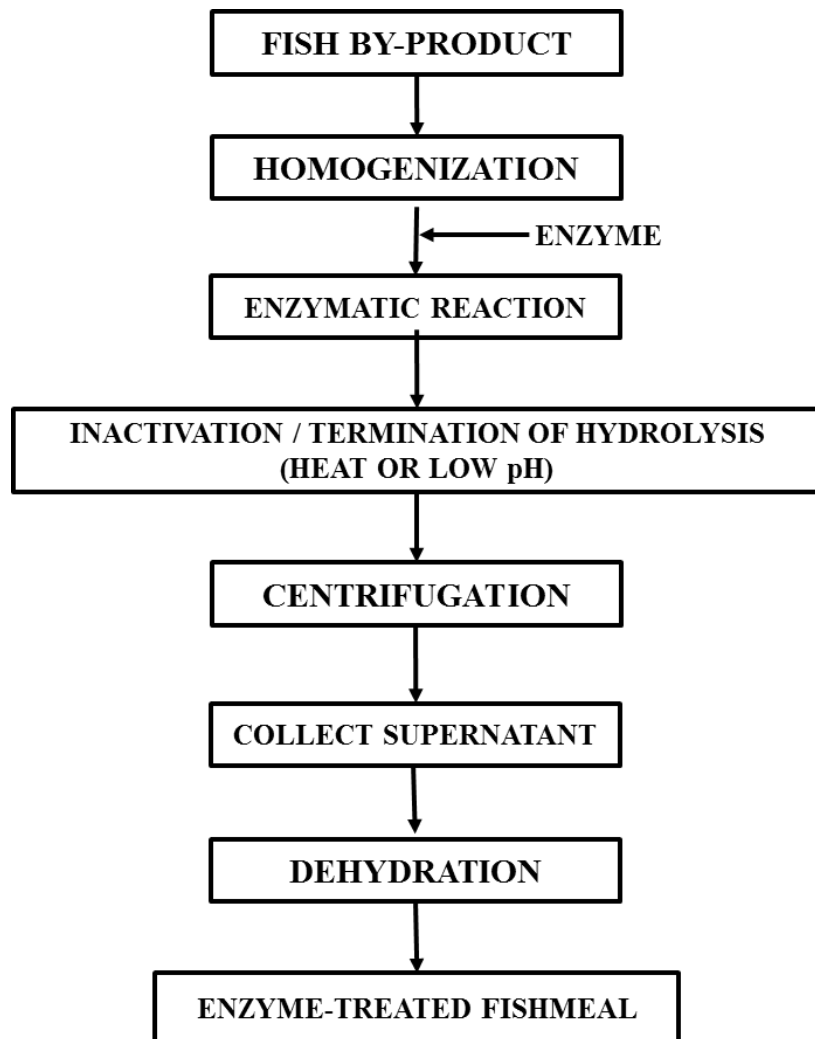 FISH BY-PRODUCT
HOMOGENIZATION
ENZYME
ENZYMATIC REACTION
INACTIVATION / TERMINATION OF HYDROLYSIS
(HEAT OR LOW pH)
CENTRIFUGATION
COLLECT SUPERNATANT
DEHYDRATION
ENZYME-TREATED FISHMEAL